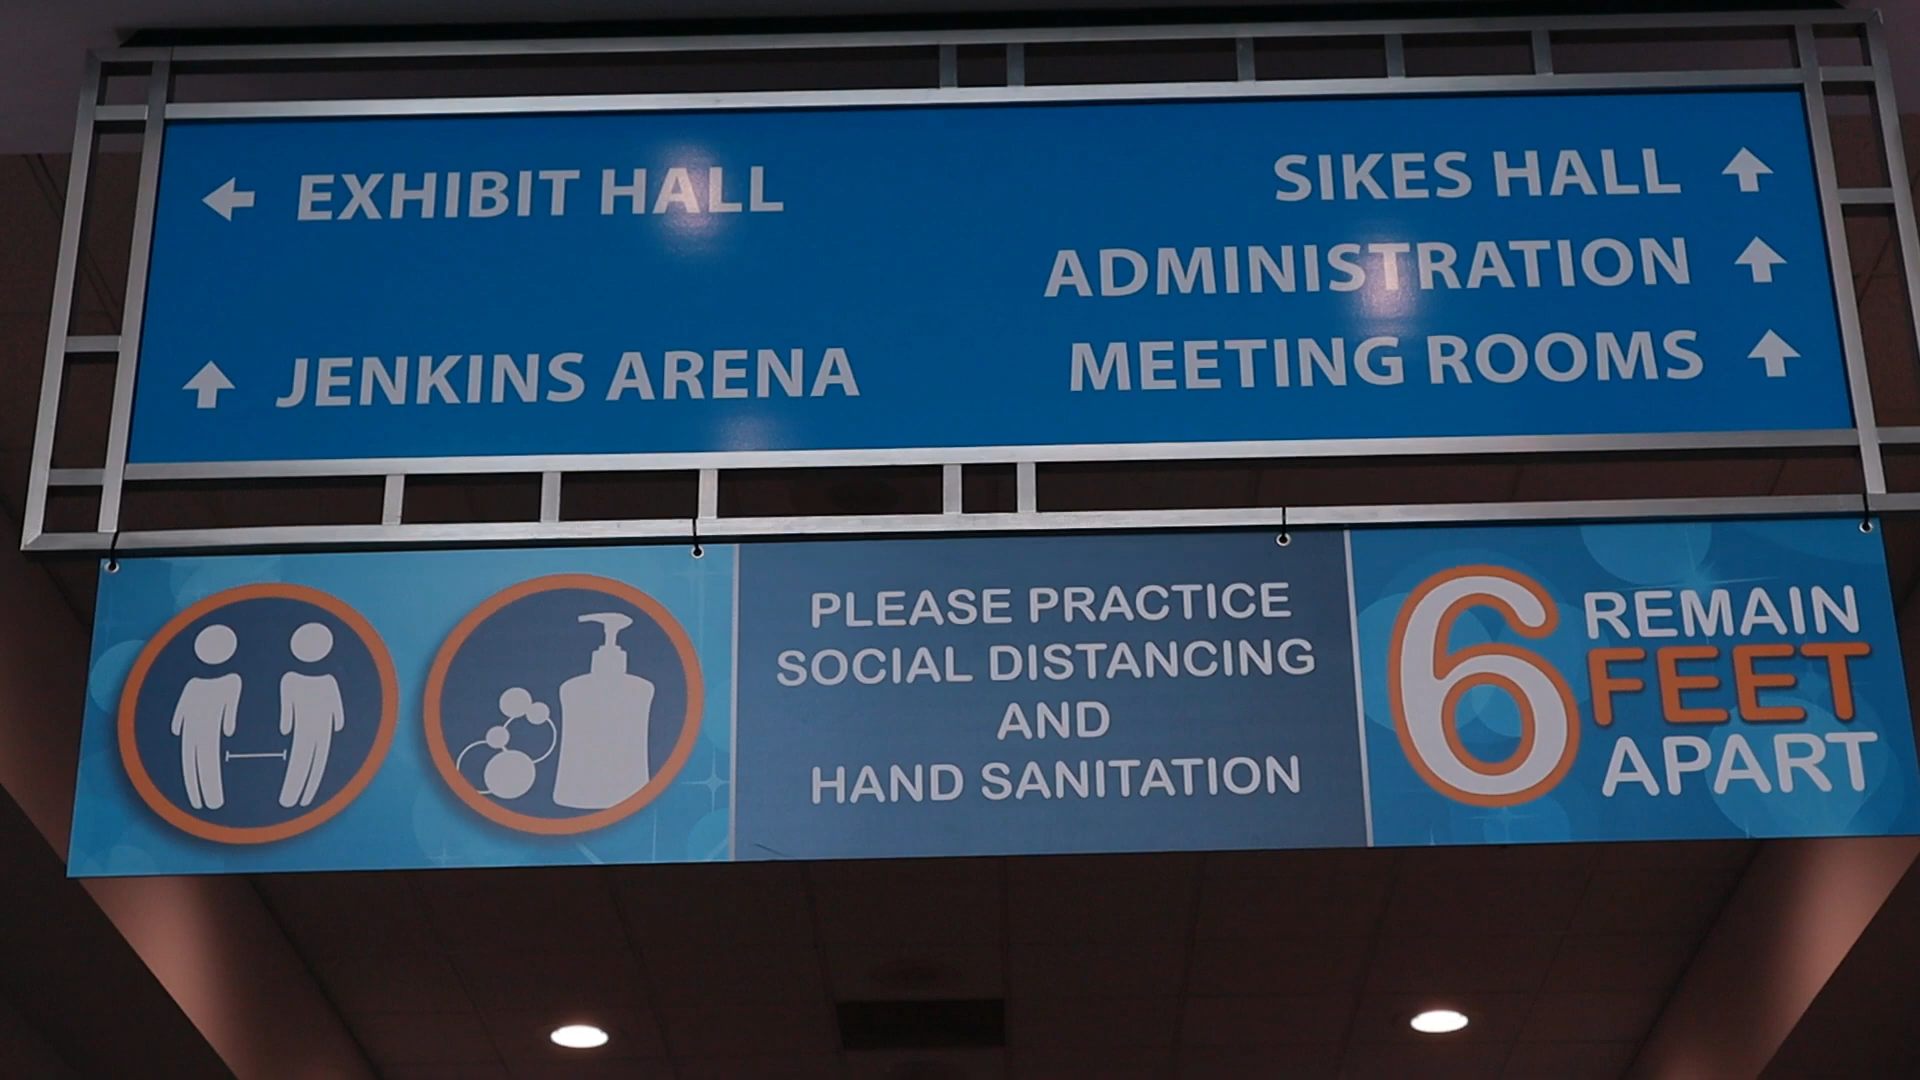 EXHIBIT HALL
JENKINS ARENA
SIKES HALL
ADMINISTRATION
MEETING ROOMS
PLEASE PRACTICE
SOCIAL DISTANCING
AND
HAND SANITATION
6 REMAIN
FEET
APART